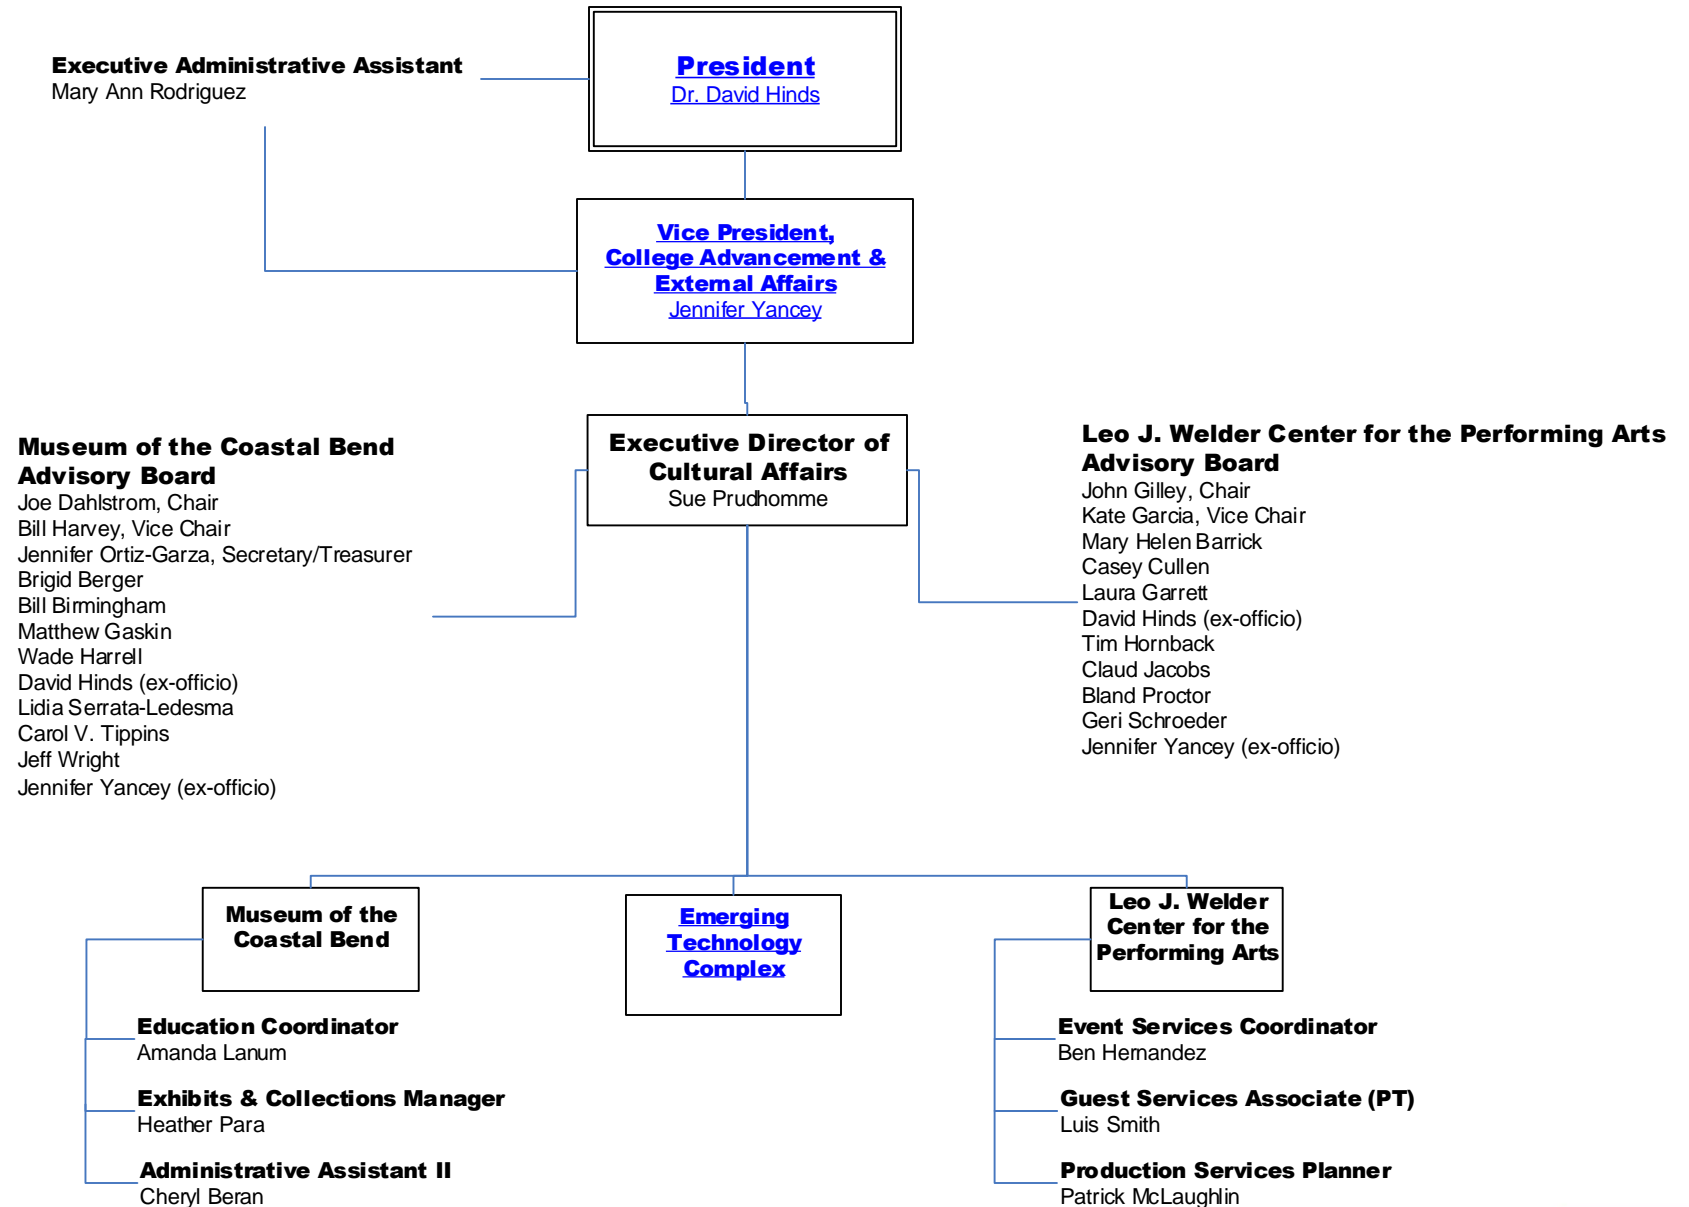 Executive Administrative Assistant
Mary Ann Rodriguez
President
Dr. David Hinds
Vice President,
College Advancement &
External Affairs
Jennifer Yancey
Executive Director of
Cultural Affairs
Sue Prudhomme
Museum of the Coastal Bend
Advisory Board
Joe Dahlstrom, Chair
Bill Harvey, Vice Chair
Jennifer Ortiz-Garza, Secretary/Treasurer
Brigid Berger
Bill Birmingham
Matthew Gaskin
Wade Harrell
David Hinds (ex-officio)
Lidia Serrata-Ledesma
Carol V. Tippins
Jeff Wright
Jennifer Yancey (ex-officio)
Leo J. Welder Center for the Performing Arts
Advisory Board
John Gilley, Chair
Kate Garcia, Vice Chair
Mary Helen Barrick
Casey Cullen
Laura Garrett
David Hinds (ex-officio)
Tim Hornback
Claud Jacobs
Bland Proctor
Geri Schroeder
Jennifer Yancey (ex-officio)
Museum of the
Coastal Bend
Emerging
Technology
Complex
Leo J. Welder
Center for the
Performing Arts
Education Coordinator
Amanda Lanum
Exhibits & Collections Manager
Heather Para
Administrative Assistant II
Cheryl Beran
Event Services Coordinator
Ben Hernandez
Guest Services Associate (PT)
Luis Smith
Production Services Planner
Patrick McLaughlin